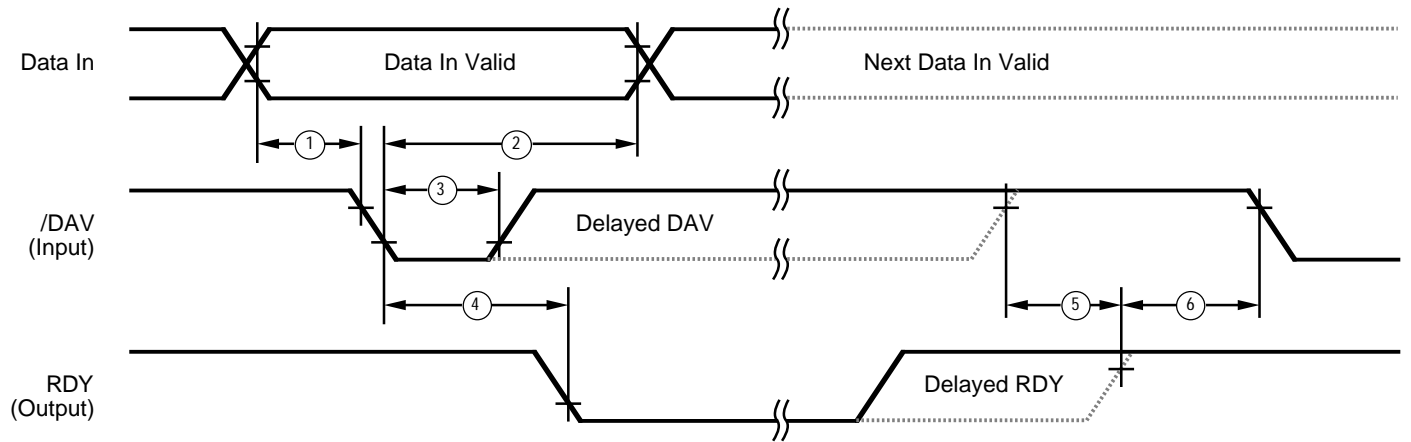 Data In
Data In Valid
Next Data In Valid
1
2
3
/DAV
(Input)
Delayed DAV
4
5
6
RDY
(Output)
Delayed RDY